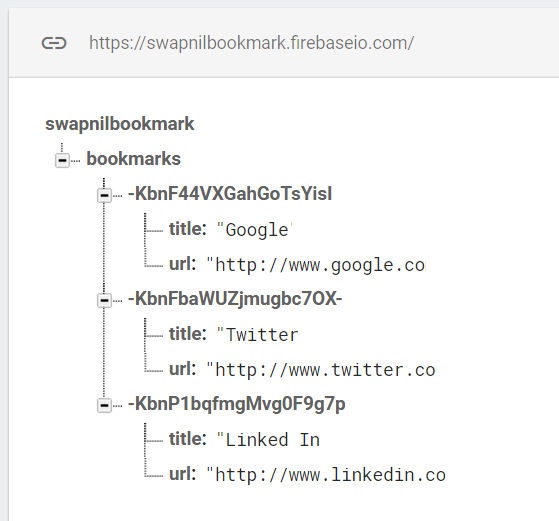 https://swapnilbookmark.firebaseio.com/
swapnilbookmark
bookmarks
-KbnF44VXGahGoTsYisI
title: "Google"
url: "http://www.google.co
-KbnFbaWUZjmugbc7OX-
title: "Twitter
url: "http://www.twitter.co
-KbnP1bqfmgMvg0F9g7p
title: "Linked In
url: "http://www.linkedin.co